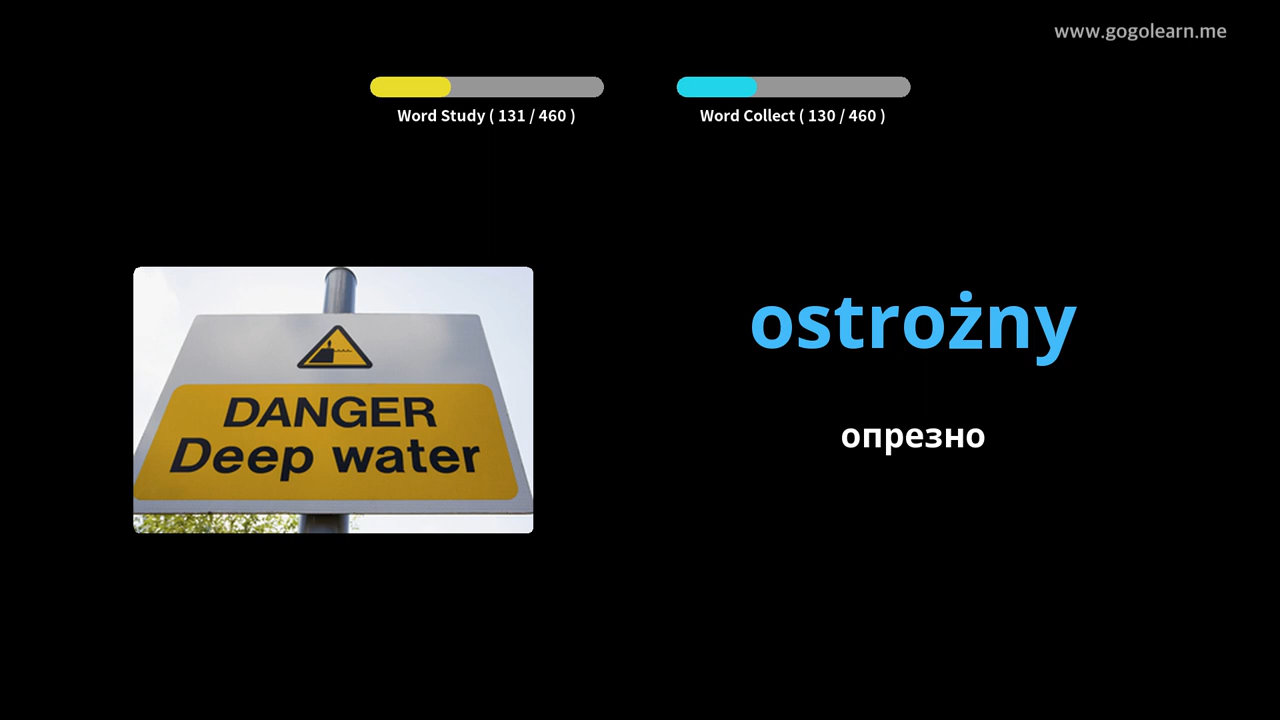 www.gogolearn.me
Word Study ( 131 / 460 )
Word Collect ( 130 / 460 )
DANGER
Deep water
ostrożny
опрезно